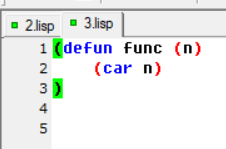 2.lisp 3.lisp
1 (defun func (n)
2     (car n)
3 )
4
5